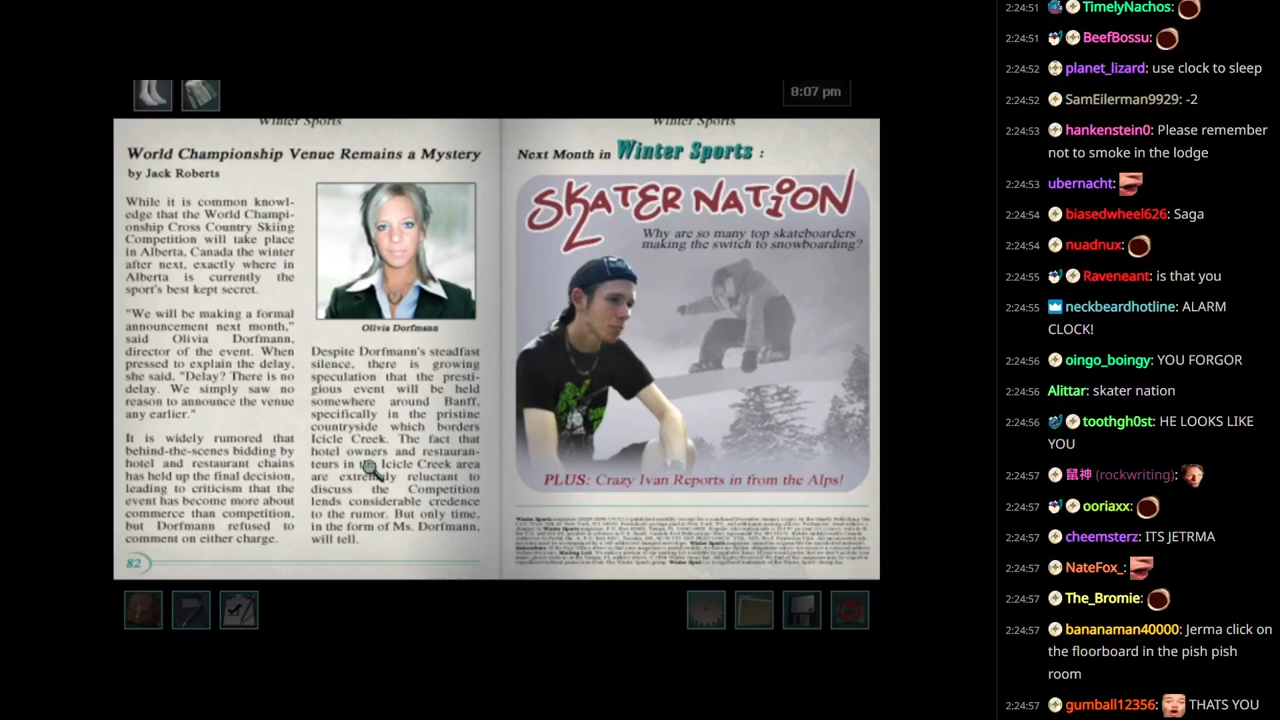 8:07 pm
Winter Sports
World Championship Venue Remains a Mystery
by Jack Roberts
While it is common knowl-
edge that the World Champi-
onship Cross Country Skiing
Competition will take place
in Alberta, Canada the winter
after next, exactly where in
Alberta is currently the
sport's best kept secret.
"We will be making a formal
announcement next month,"
said Olivia Dorfmann,
director of the event. When
pressed to explain the delay,
she said, "Delay? There is no
delay. We simply saw no
reason to announce the venue
any earlier."
It is widely rumored that
behind-the-scenes bidding by
hotel and restaurant chains
has held up the final decision,
leading to criticism that the
event has become more about
commerce than competition,
but Dorfmann refused to
comment on either charge.
Olivia Dorfmann
Despite Dorfmann's steadfast
silence, there is growing
speculation that the presti-
gious event will be held
somewhere around Banff,
specifically in the pristine
countryside which borders
Icicle Creek. The fact that
hotel owners and restauran-
teurs in Icicle Creek area
are extremely reluctant to
discuss the Competition
lends considerable credence
to the rumor. But only time,
in the form of Ms. Dorfmann,
will tell.
82
Winter Sports
Next Month in Winter Sports :
SKATER NATION
Why are so many top skateboarders
making the switch to snowboarding?
PLUS: Crazy Ivan Reports in from the Alps!
2:24:51 TimelyNachos:
2:24:51 BeefBossu:
2:24:52 planet_lizard: use clock to sleep
2:24:52 SamEilerman9929: -2
2:24:53 hankenstein0: Please remember
not to smoke in the lodge
2:24:53 ubernacht:
2:24:54 biasedwheel626: Saga
2:24:54 nuadnux:
2:24:55 Raveneant: is that you
2:24:55 neckbeardhotline: ALARM
CLOCK!
2:24:56 oingo_boingy: YOU FORGOR
2:24:56 Alittar: skater nation
2:24:56 toothgh0st: HE LOOKS LIKE
YOU
2:24:57 鼠神 (rockwriting):
2:24:57 ooriaxx:
2:24:57 cheemsterz: ITS JETRMA
2:24:57 NateFox_:
2:24:57 The_Bromie:
2:24:57 bananaman40000: Jerma click on
the floorboard in the pish pish
room
2:24:57 gumball12356: THATS YOU